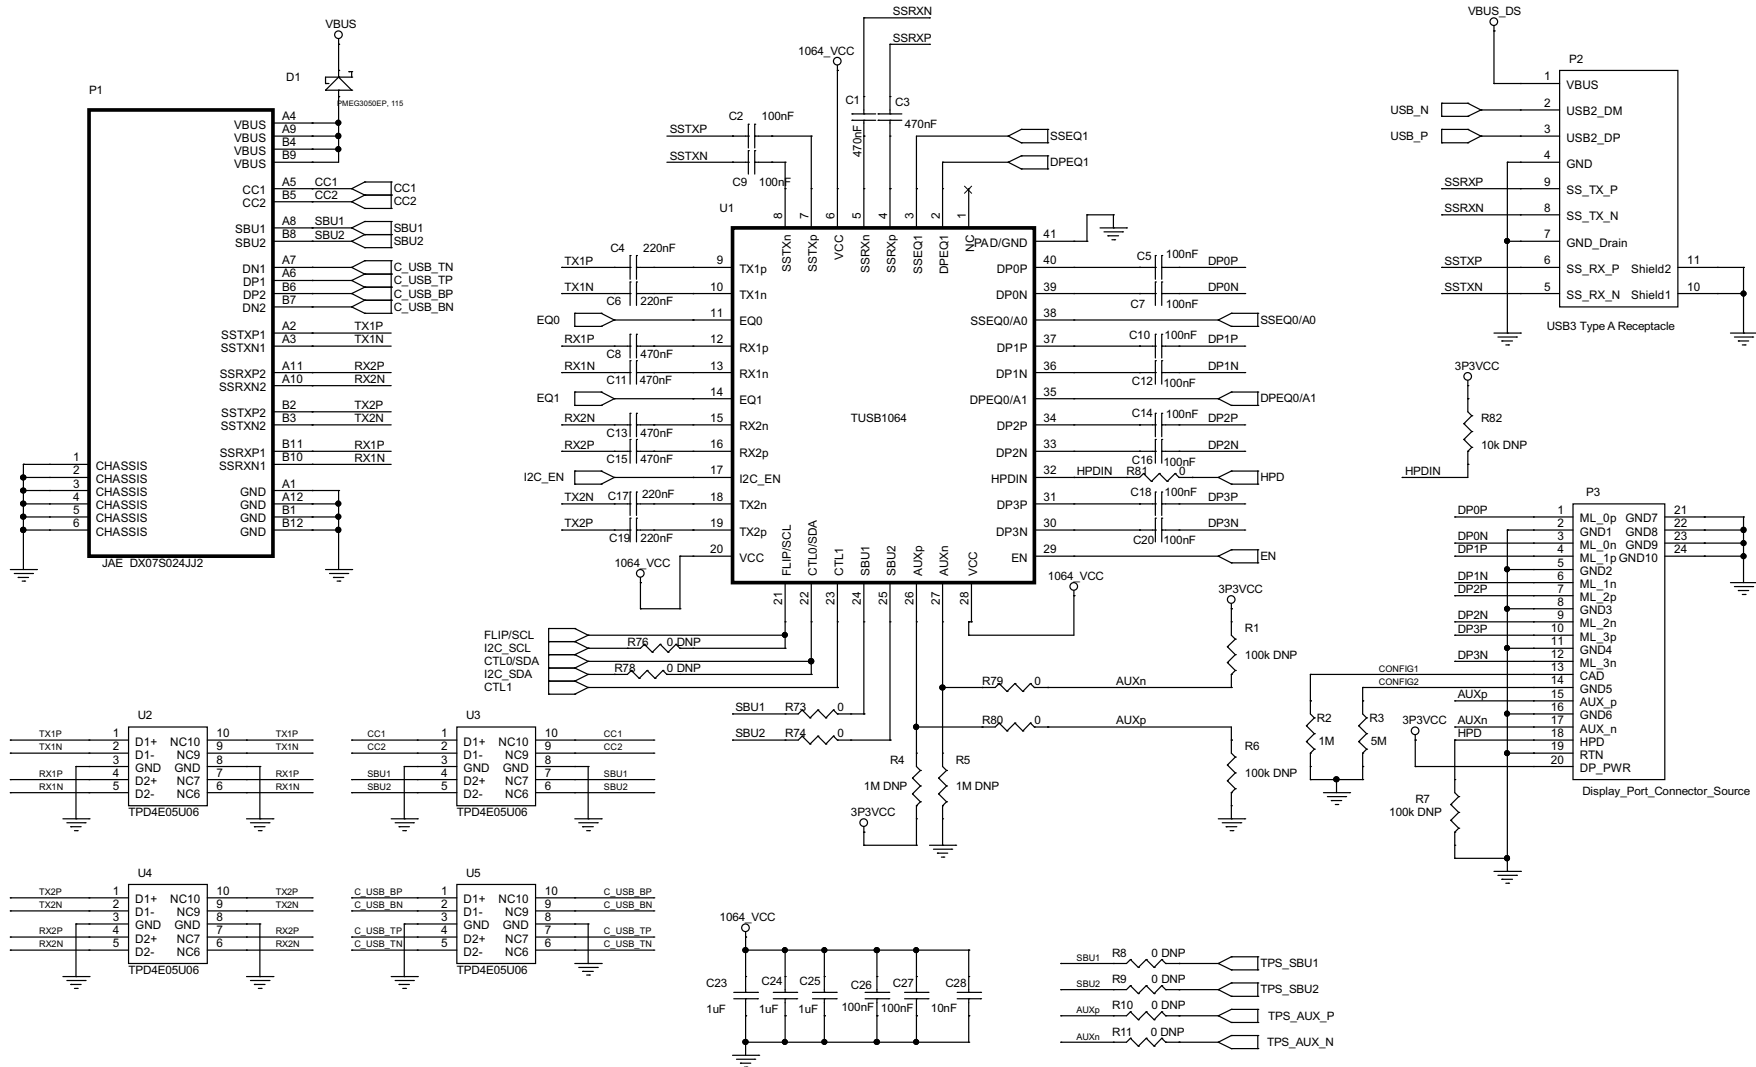 VBUS
D1
PMEG3050EP, 115
P1
VBUS A4
VBUS A9
VBUS B4
VBUS B9
CC1 A5 CC1 CC1
CC2 B5 CC2 CC2
SBU1 A8 SBU1 SBU1
SBU2 B8 SBU2 SBU2
DN1 A7 C_USB_TN
DP1 A6 C_USB_TP
DP2 B6 C_USB_BP
DN2 B7 C_USB_BN
SSTXP1 A2 TX1P
SSTXN1 A3 TX1N
SSRXP2 A11 RX2P
SSRXN2 A10 RX2N
SSTXP2 B2 TX2P
SSTXN2 B3 TX2N
SSRXP1 B11 RX1P
SSRXN1 B10 RX1N
1 CHASSIS
2 CHASSIS
3 CHASSIS
4 CHASSIS
5 CHASSIS
6 CHASSIS
GND A1
GND A12
GND B1
GND B12
JAE DX07S024JJ2
SSRXN
SSRXP
1064_VCC
C1
470nF
C3
470nF
C2
100nF
SSTXP
SSTXN
C9
100nF
SSEQ1
DPEQ1
U1
8 SSTXn
7 SSTXp
6 VCC
5 SSRXn
4 SSRXp
3 SSEQ1
2 DPEQ1
1 NC
PAD/GND 41
TX1P C4 220nF 9 TX1p
TX1N C6 220nF 10 TX1n
EQ0 11 EQ0
RX1P C8 470nF 12 RX1p
RX1N C11 470nF 13 RX1n
EQ1 14 EQ1
RX2N C13 470nF 15 RX2n
RX2P C15 470nF 16 RX2p
I2C_EN 17 I2C_EN
TX2N C17 220nF 18 TX2n
TX2P C19 220nF 19 TX2p
1064_VCC 20 VCC
TUSB1064
DP0P 40 C5 100nF DP0P
DP0N 39 C7 100nF DP0N
SSEQ0/A0 38 SSEQ0/A0
DP1P 37 C10 100nF DP1P
DP1N 36 C12 100nF DP1N
DPEQ0/A1 35 DPEQ0/A1
DP2P 34 C14 100nF DP2P
DP2N 33 C16 100nF DP2N
HPDIN 32 HPDIN R81 0 HPD
DP3P 31 C18 100nF DP3P
DP3N 30 C20 100nF DP3N
EN 29 EN
FLIP/SCL 21
CTL0/SDA 22
CTL1 23
SBU1 24
SBU2 25
AUXp 26
AUXn 27
VCC 28
1064_VCC
FLIP/SCL
I2C_SCL R76 0 DNP
CTL0/SDA
I2C_SDA R78 0 DNP
CTL1
SBU1 R73 0
SBU2 R74 0
R79 0 AUXn
R80 0 AUXp
3P3VCC
R1
100k DNP
R6
100k DNP
R4
1M DNP
R5
1M DNP
3P3VCC
VBUS_DS
P2
1 VBUS
USB_N 2 USB2_DM
USB_P 3 USB2_DP
4 GND
SSRXP 9 SS_TX_P
SSRXN 8 SS_TX_N
7 GND_Drain
SSTXP 6 SS_RX_P
SSTXN 5 SS_RX_N
Shield2 11
Shield1 10
USB3 Type A Receptacle
3P3VCC
R82
10k DNP
HPDIN
P3
DP0P 1 ML_0p
2 GND1
DP0N 3 ML_0n
DP1P 4 ML_1p
5 GND2
DP1N 6 ML_1n
DP2P 7 ML_2p
8 GND3
DP2N 9 ML_2n
DP3P 10 ML_3p
11 GND4
DP3N 12 ML_3n
CONFIG1 13 CAD
CONFIG2 14 GND5
AUXp 15 AUX_p
16 GND6
AUXn 17 AUX_n
HPD 18 HPD
19 RTN
20 DP_PWR
GND7 21
GND8 22
GND9 23
GND10 24
Display_Port_Connector_Source
R2
1M
R3
5M
3P3VCC
R7
100k DNP
U2
TX1P 1 D1+ NC10 10 TX1P
TX1N 2 D1- NC9 9 TX1N
3 GND GND 8
RX1P 4 D2+ NC7 7 RX1P
RX1N 5 D2- NC6 6 RX1N
TPD4E05U06
U3
CC1 1 D1+ NC10 10 CC1
CC2 2 D1- NC9 9 CC2
3 GND GND 8
SBU1 4 D2+ NC7 7 SBU1
SBU2 5 D2- NC6 6 SBU2
TPD4E05U06
U4
TX2P 1 D1+ NC10 10 TX2P
TX2N 2 D1- NC9 9 TX2N
3 GND GND 8
RX2P 4 D2+ NC7 7 RX2P
RX2N 5 D2- NC6 6 RX2N
TPD4E05U06
U5
C_USB_BP 1 D1+ NC10 10 C_USB_BP
C_USB_BN 2 D1- NC9 9 C_USB_BN
3 GND GND 8
C_USB_TP 4 D2+ NC7 7 C_USB_TP
C_USB_TN 5 D2- NC6 6 C_USB_TN
TPD4E05U06
1064_VCC
C23 C24 C25 C26 C27 C28
1uF 1uF 1uF 100nF 100nF 10nF
SBU1 R8 0 DNP TPS_SBU1
SBU2 R9 0 DNP TPS_SBU2
AUXp R10 0 DNP TPS_AUX_P
AUXn R11 0 DNP TPS_AUX_N